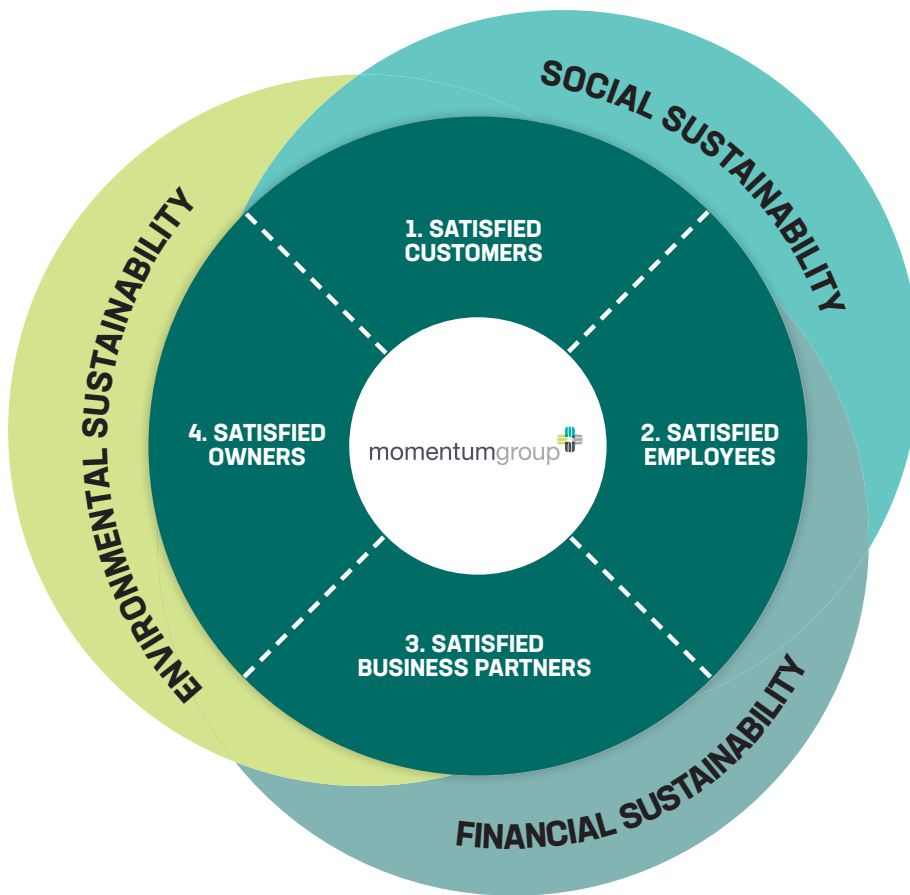 SOCIAL SUSTAINABILITY
ENVIRONMENTAL SUSTAINABILITY
1. SATISFIED
CUSTOMERS
4. SATISFIED
OWNERS
momentumgroup
2. SATISFIED
EMPLOYEES
3. SATISFIED
BUSINESS PARTNERS
FINANCIAL SUSTAINABILITY